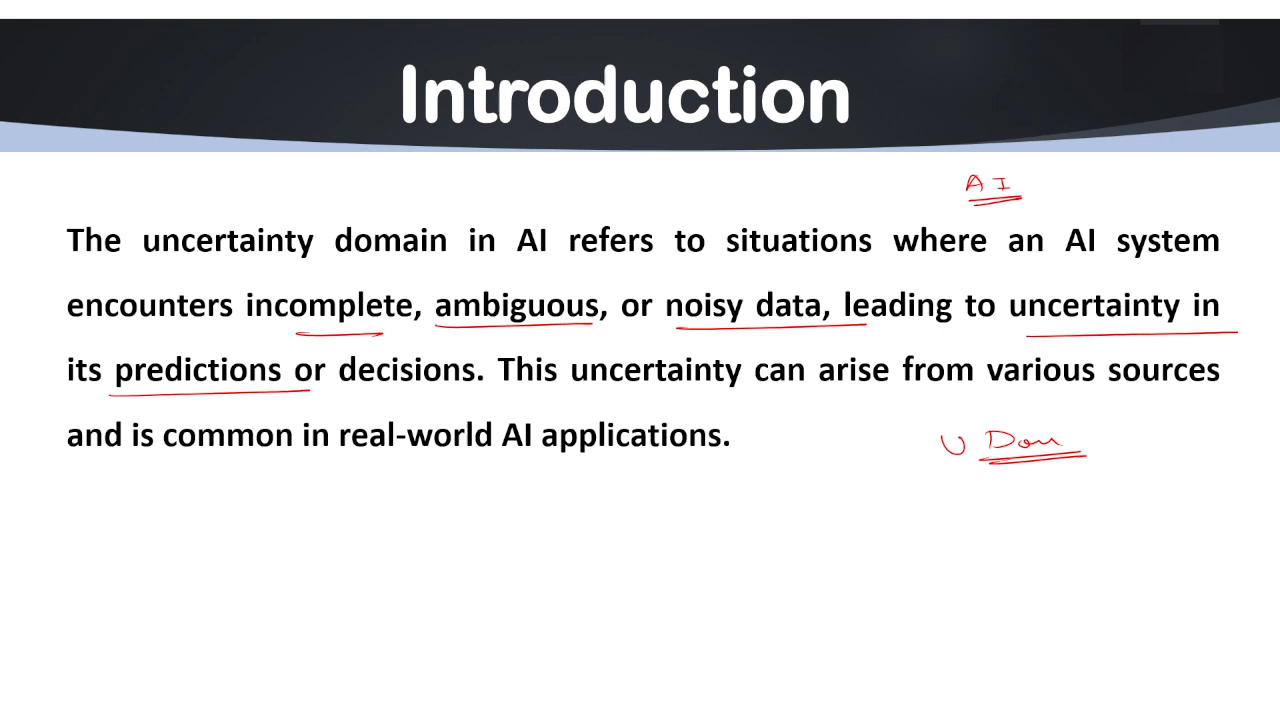 Introduction
AI
The uncertainty domain in AI refers to situations where an AI system
encounters incomplete, ambiguous, or noisy data, leading to uncertainty in
its predictions or decisions. This uncertainty can arise from various sources
and is common in real-world AI applications.
U